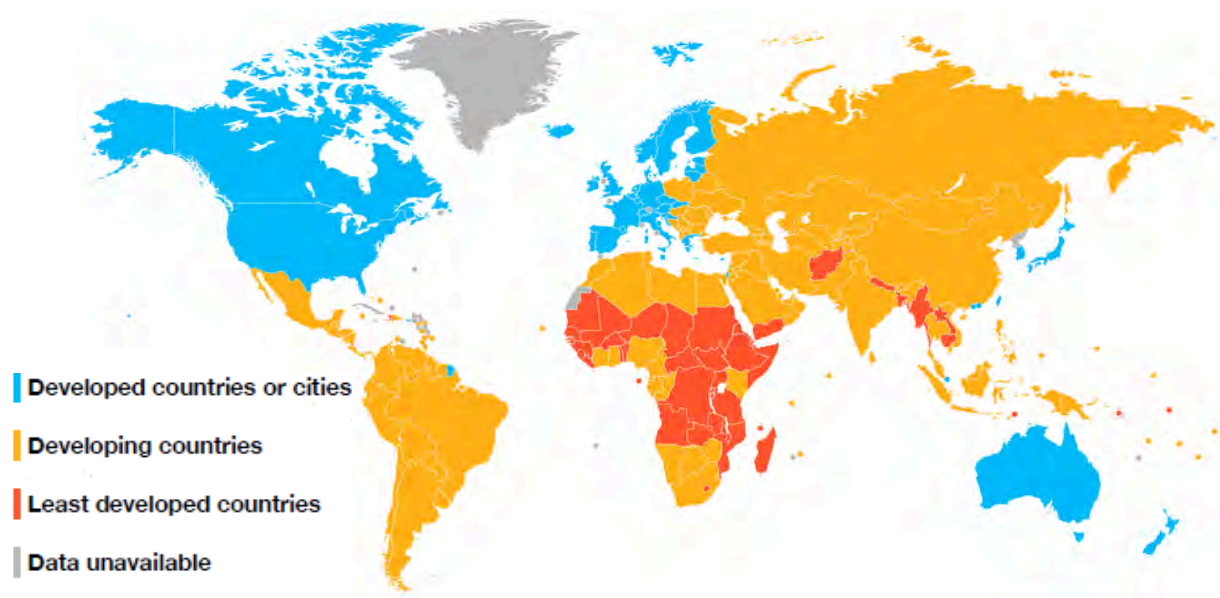 Developed countries or cities
Developing countries
Least developed countries
Data unavailable